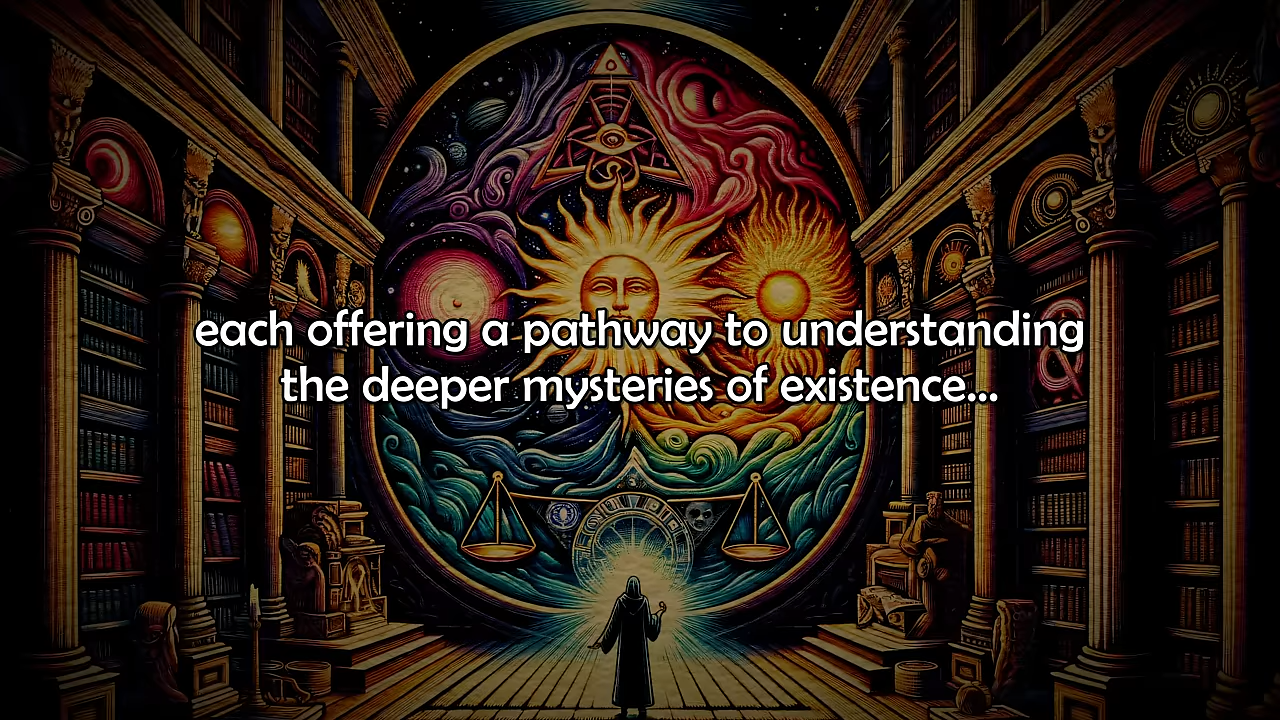 each offering a pathway to understanding
the deeper mysteries of existence...